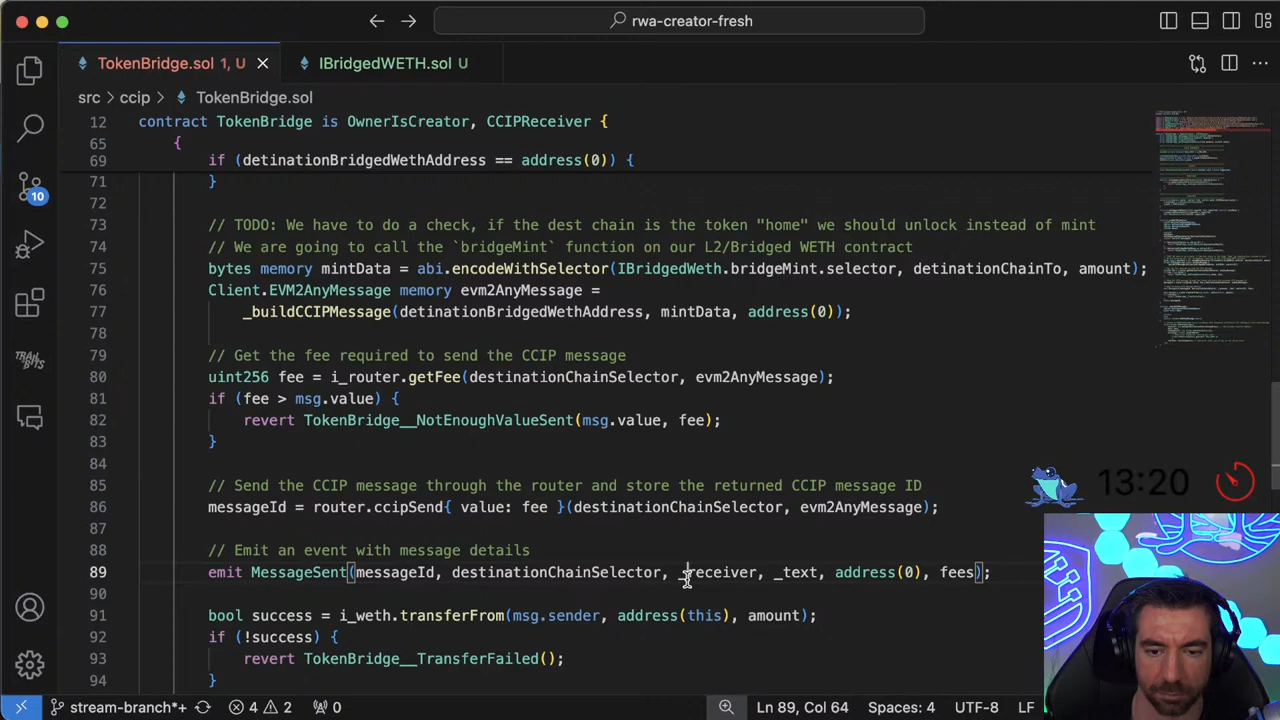 rwa-creator-fresh
TokenBridge.sol 1, U
IBridgedWETH.sol U
src > ccip > TokenBridge.sol
12 contract TokenBridge is OwnerIsCreator, CCIPReceiver {
65 {
69 if (detinationBridgedWethAddress == address(0)) {
71 }
72
73 // TODO: We have to do a check, if the other chain is the token "home" we should unlock instead of mint
74 // We are going to call the `bridgeMint` function on our L2/Bridged WETH contract
75 bytes memory mintData = abi.encodeWithSelector(IBridgedWeth.bridgeMint.selector, detinationChainTo, amount);
76 Client.EVM2AnyMessage memory evm2AnyMessage =
77 _buildCCIPMessage(detinationBridgedWethAddress, mintData, address(0));
78
79 // Get the fee required to send the CCIP message
80 uint256 fee = i_router.getFee(destinationChainSelector, evm2AnyMessage);
81 if (fee > msg.value) {
82 revert TokenBridge__NotEnoughValueSent(msg.value, fee);
83 }
84
85 // Send the CCIP message through the router and store the returned CCIP message ID
86 messageId = router.ccipSend{ value: fee }(destinationChainSelector, evm2AnyMessage);
87
88 // Emit an event with message details
89 emit MessageSent(messageId, destinationChainSelector, _receiver, _text, address(0), fees);
90
91 bool success = i_weth.transferFrom(msg.sender, address(this), amount);
92 if (!success) {
93 revert TokenBridge__TransferFailed();
94 }
10
TRAIL OF BITS
13:20
stream-branch*+ 4 2 0 Ln 89, Col 64 Spaces: 4 UTF-8 LF